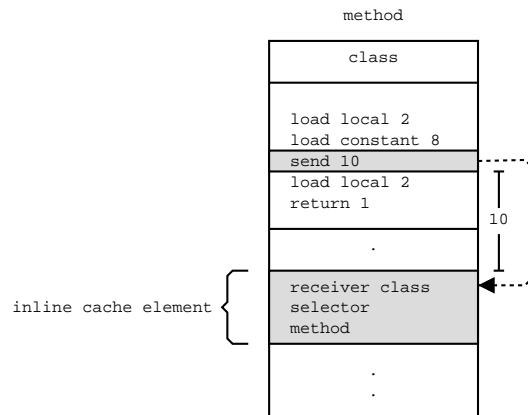 method
class
load local 2
load constant 8
send 10
load local 2
return 1
10
.
receiver class
inline cache element
selector
method
.
.